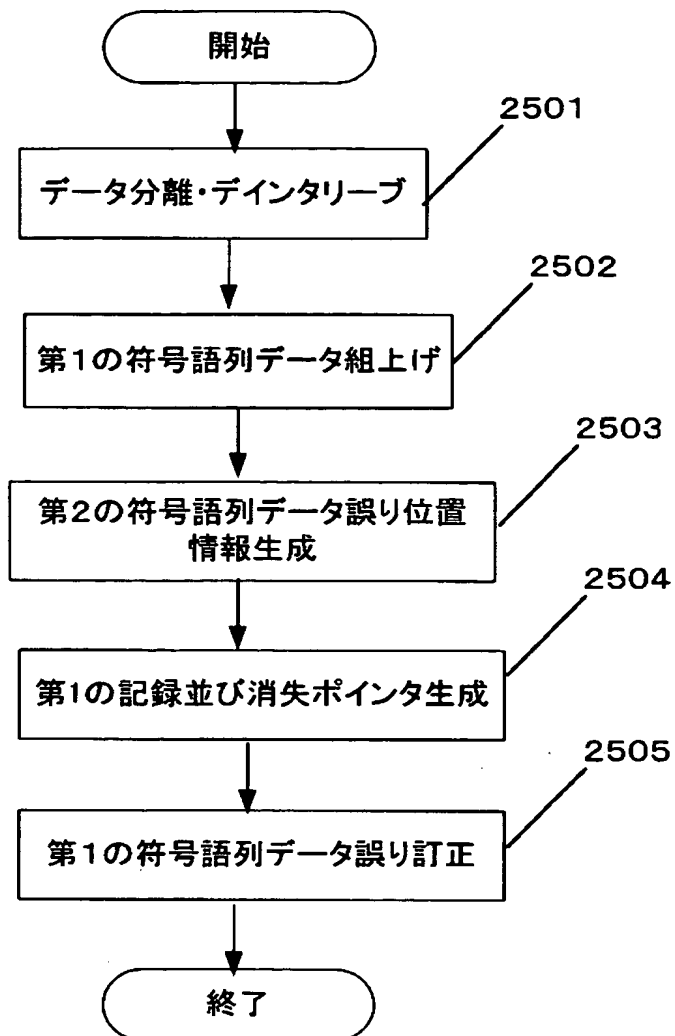 開始
2501
データ分離・デインタリーブ
2502
第1の符号語列データ組上げ
2503
第2の符号語列データ誤り位置
情報生成
2504
第1の記録並び消失ポインタ生成
2505
第1の符号語列データ誤り訂正
終了